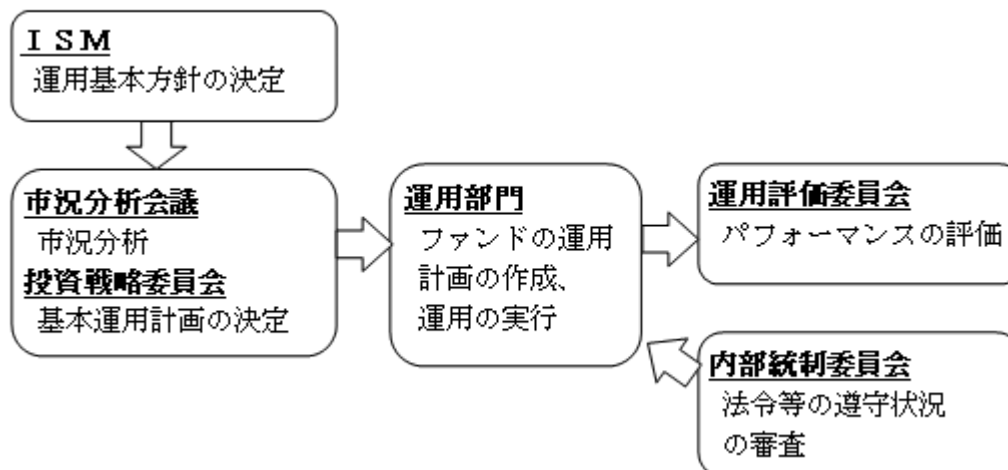 ＩＳＭ
運用基本方針の決定
市況分析会議
市況分析
投資戦略委員会
基本運用計画の決定
運用部門
ファンドの運用
計画の作成、
運用の実行
運用評価委員会
パフォーマンスの評価
内部統制委員会
法令等の遵守状況
の審査